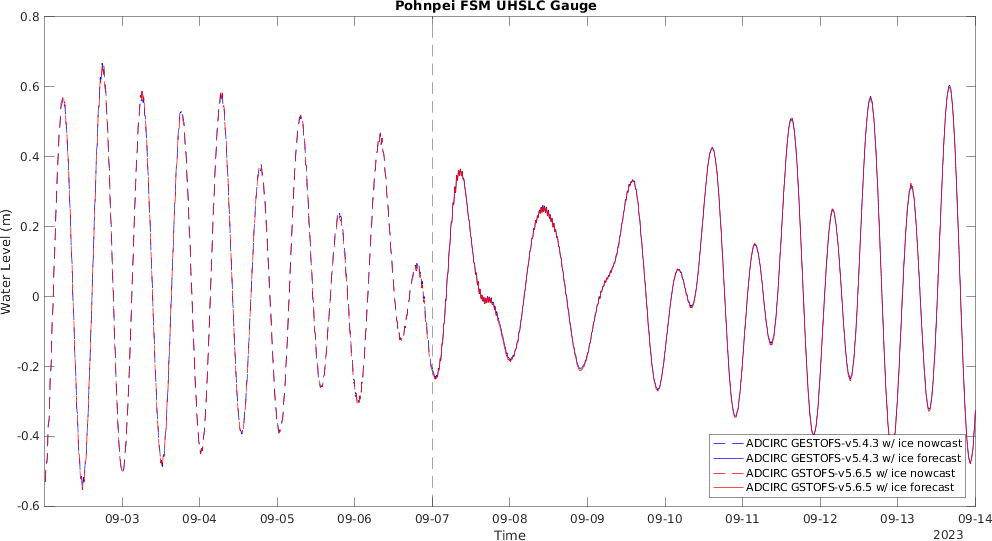 Pohnpei FSM UHSLC Gauge
0.8
0.6
0.4
0.2
0
-0.2
-0.4
-0.6
Water Level (m)
ADCIRC GESTOFS-v5.4.3 w/ ice nowcast
ADCIRC GESTOFS-v5.4.3 w/ ice forecast
ADCIRC GSTOFS-v5.6.5 w/ ice nowcast
ADCIRC GSTOFS-v5.6.5 w/ ice forecast
09-03 09-04 09-05 09-06 09-07 09-08 09-09 09-10 09-11 09-12 09-13 09-14
Time
2023